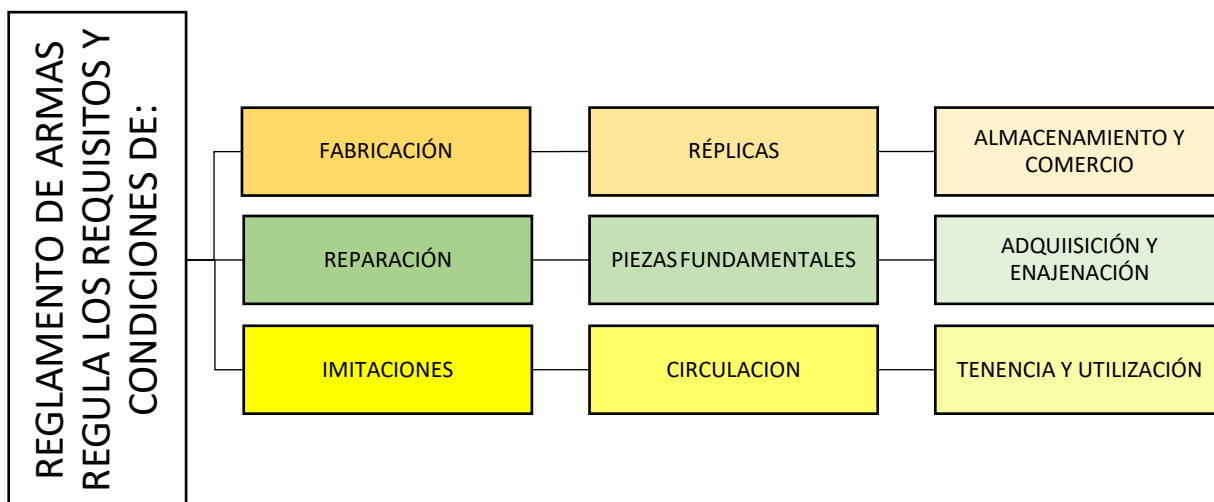 REGLAMENTO DE ARMAS
REGULA LOS REQUISITOS Y
CONDICIONES DE:
FABRICACIÓN
RÉPLICAS
ALMACENAMIENTO Y
COMERCIO
REPARACIÓN
PIEZAS FUNDAMENTALES
ADQUIISICIÓN Y
ENAJENACIÓN
IMITACIONES
CIRCULACION
TENENCIA Y UTILIZACIÓN